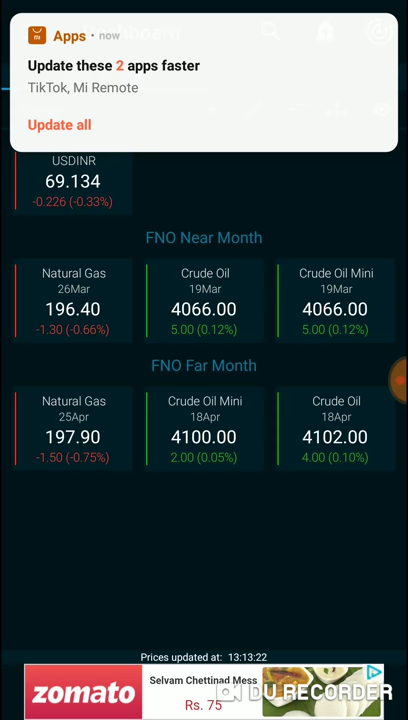 Dashboard
Apps • now
Update these 2 apps faster
TikTok, Mi Remote
Update all
USDINR
69.134
-0.226 (-0.33%)
FNO Near Month
Natural Gas
26Mar
196.40
-1.30 (-0.66%)
Crude Oil
19Mar
4066.00
5.00 (0.12%)
Crude Oil Mini
19Mar
4066.00
5.00 (0.12%)
FNO Far Month
Natural Gas
25Apr
197.90
-1.50 (-0.75%)
Crude Oil Mini
18Apr
4100.00
2.00 (0.05%)
Crude Oil
18Apr
4102.00
4.00 (0.10%)
Prices updated at: 13:13:22
zomato
Selvam Chettinad Mess
Rs. 75
DU RECORDER